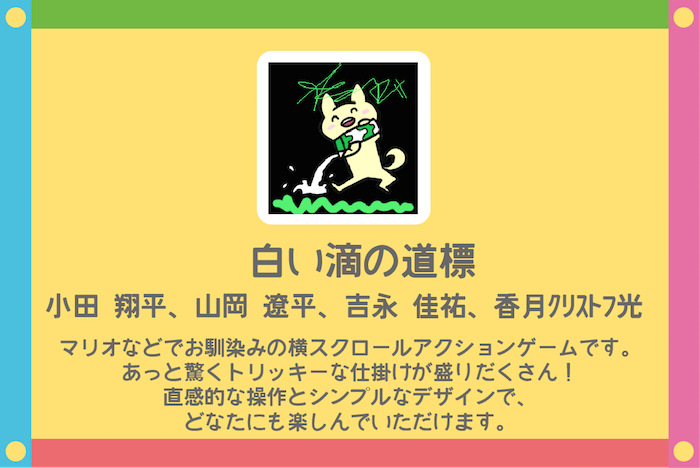 白い滴の道標
小田 翔平、山岡 遼平、吉永 佳祐、香月ｸﾘｽﾄﾌ光
マリオなどでお馴染みの横スクロールアクションゲームです。
あっと驚くトリッキーな仕掛けが盛りだくさん！
直感的な操作とシンプルなデザインで、
どなたにも楽しんでいただけます。